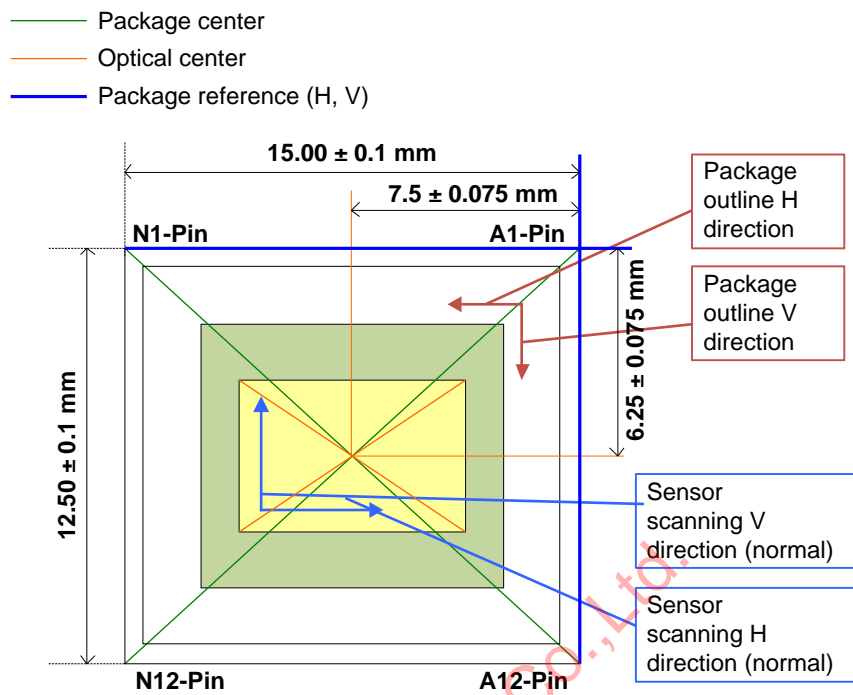 Package center
Optical center
Package reference (H, V)
15.00 ± 0.1 mm
7.5 ± 0.075 mm
N1-Pin
A1-Pin
Package
outline H
direction
Package
outline V
direction
12.50 ± 0.1 mm
6.25 ± 0.075 mm
Sensor
scanning V
direction (normal)
Sensor
scanning H
direction (normal)
N12-Pin
A12-Pin
Co.,Ltd.